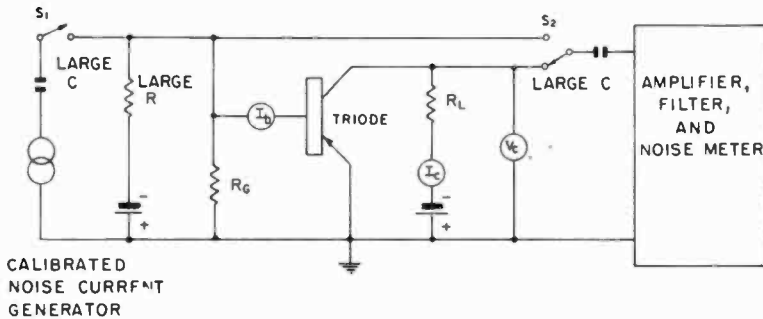 S1
S2
LARGE
C
LARGE
R
Ib
TRIODE
RG
RL
Ic
Vc
LARGE C
AMPLIFIER,
FILTER,
AND
NOISE METER
-
+
-
+
CALIBRATED
NOISE CURRENT
GENERATOR